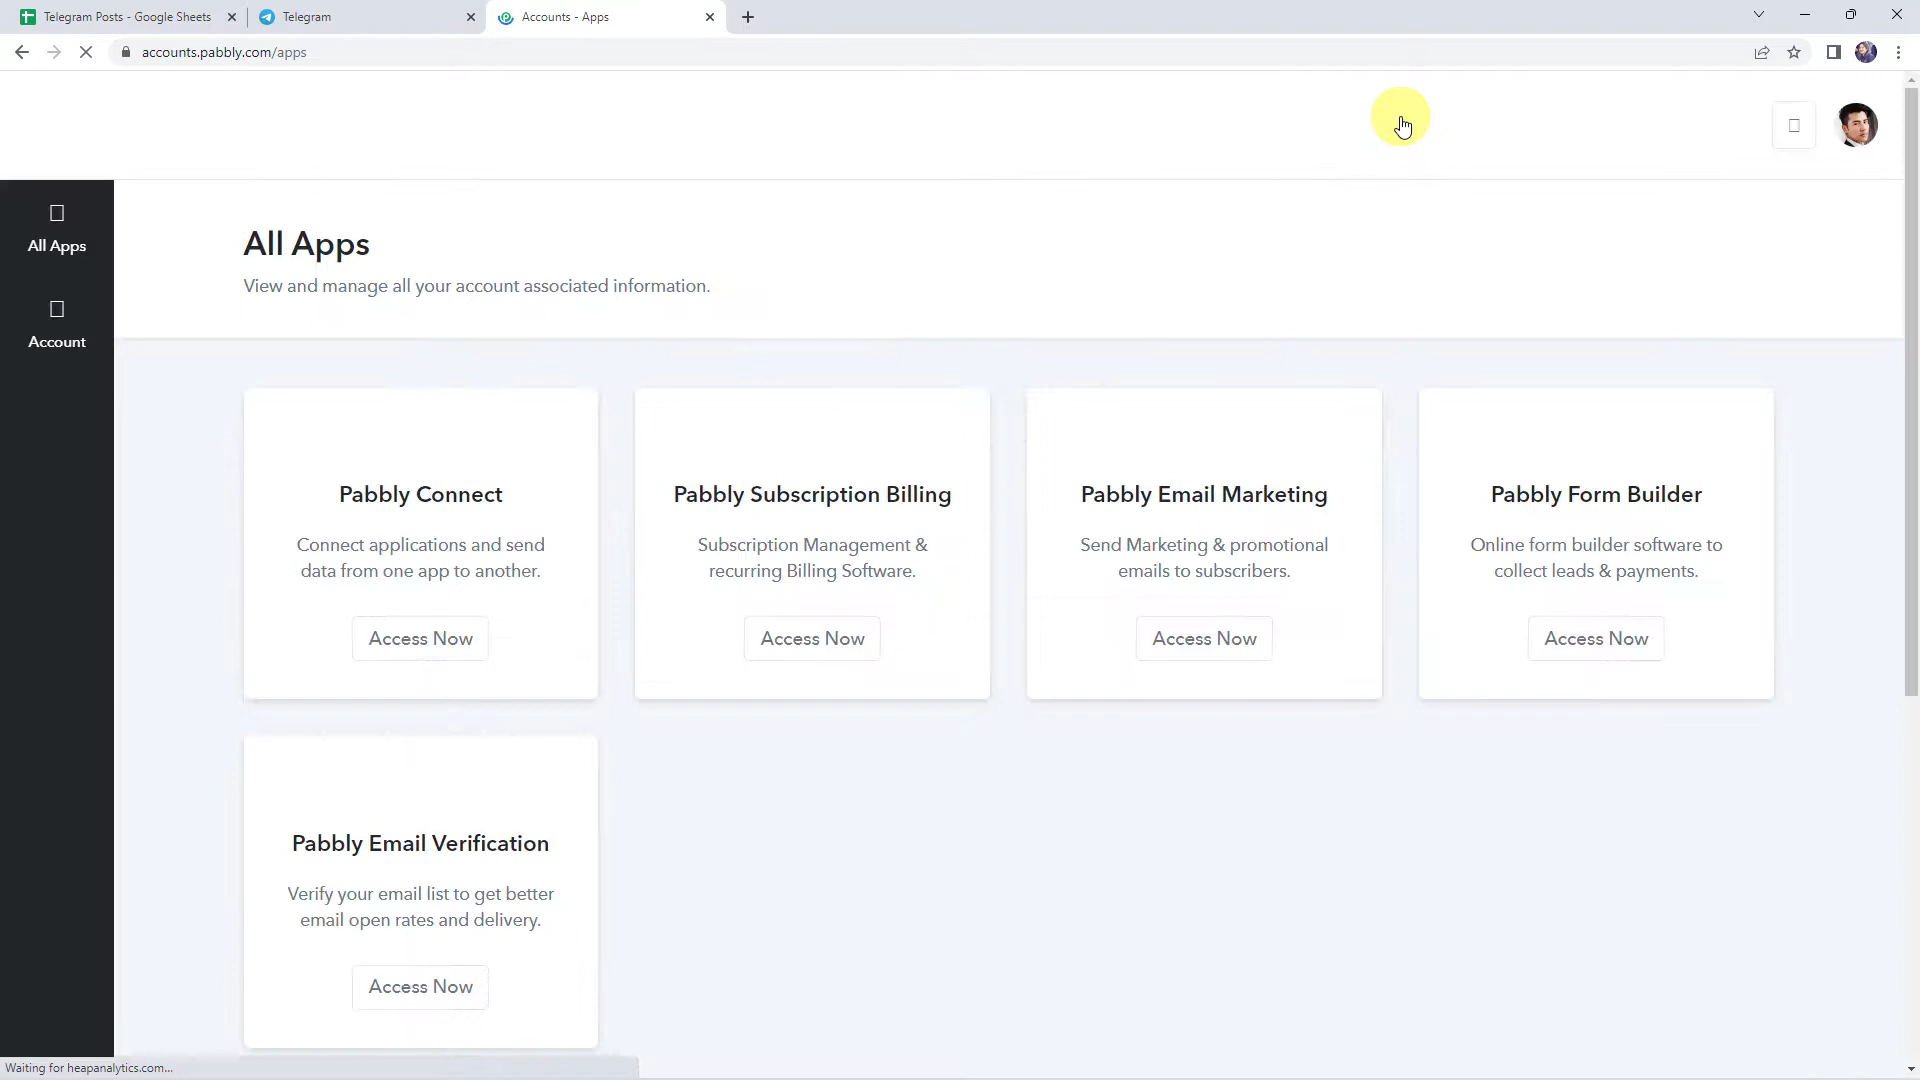 Telegram Posts - Google Sheets
Telegram
Accounts - Apps
accounts.pabbly.com/apps
All Apps
Account
All Apps
View and manage all your account associated information.
Pabbly Connect
Connect applications and send
data from one app to another.
Access Now
Pabbly Subscription Billing
Subscription Management &
recurring Billing Software.
Access Now
Pabbly Email Marketing
Send Marketing & promotional
emails to subscribers.
Access Now
Pabbly Form Builder
Online form builder software to
collect leads & payments.
Access Now
Pabbly Email Verification
Verify your email list to get better
email open rates and delivery.
Access Now
Waiting for heapanalytics.com...